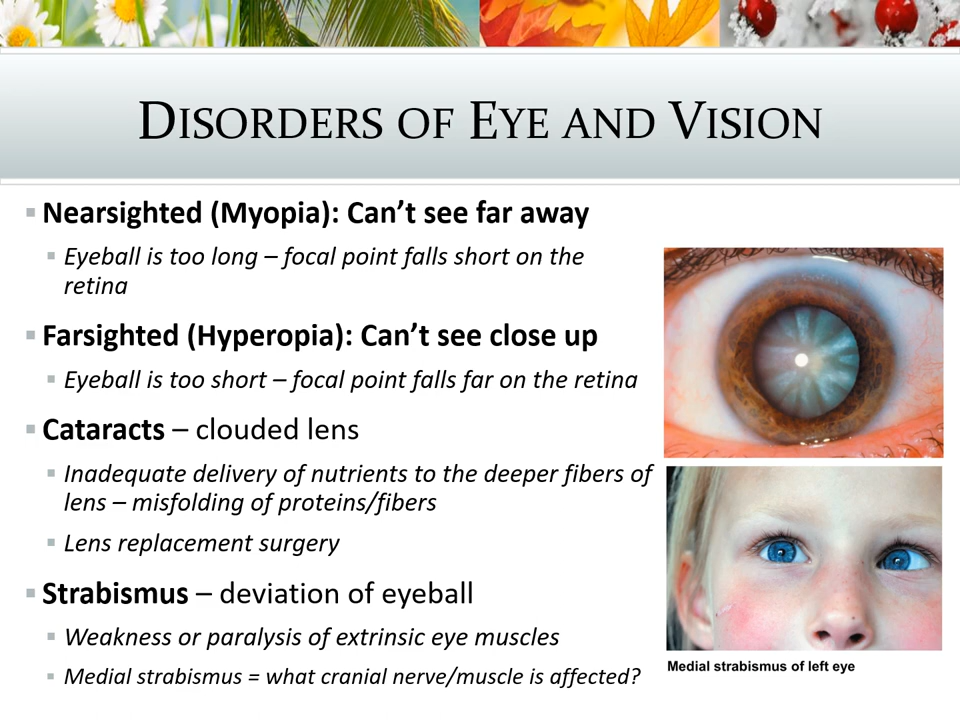 DISORDERS OF EYE AND VISION
▪ Nearsighted (Myopia): Can’t see far away
▪ Eyeball is too long – focal point falls short on the
retina
▪ Farsighted (Hyperopia): Can’t see close up
▪ Eyeball is too short – focal point falls far on the retina
▪ Cataracts – clouded lens
▪ Inadequate delivery of nutrients to the deeper fibers of
lens – misfolding of proteins/fibers
▪ Lens replacement surgery
▪ Strabismus – deviation of eyeball
▪ Weakness or paralysis of extrinsic eye muscles
▪ Medial strabismus = what cranial nerve/muscle is affected?
Medial strabismus of left eye